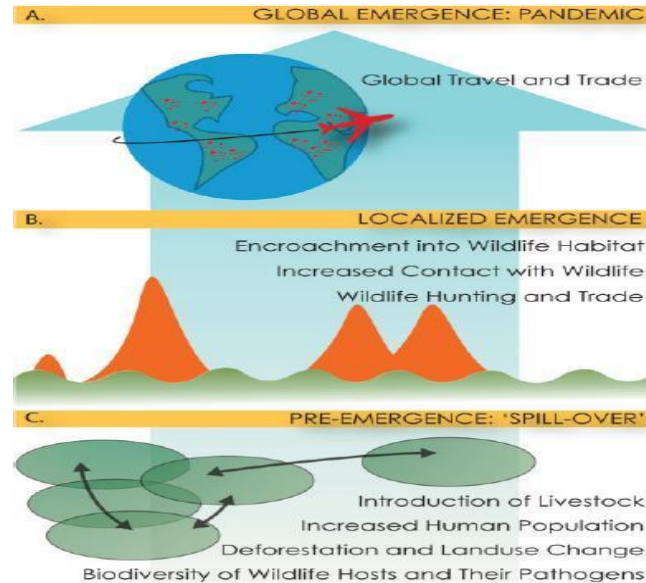 A. GLOBAL EMERGENCE: PANDEMIC
Global Travel and Trade
B. LOCALIZED EMERGENCE
Encroachment into Wildlife Habitat
Increased Contact with Wildlife
Wildlife Hunting and Trade
C. PRE-EMERGENCE: 'SPILL-OVER'
Introduction of Livestock
Increased Human Population
Deforestation and Landuse Change
Biodiversity of Wildlife Hosts and Their Pathogens